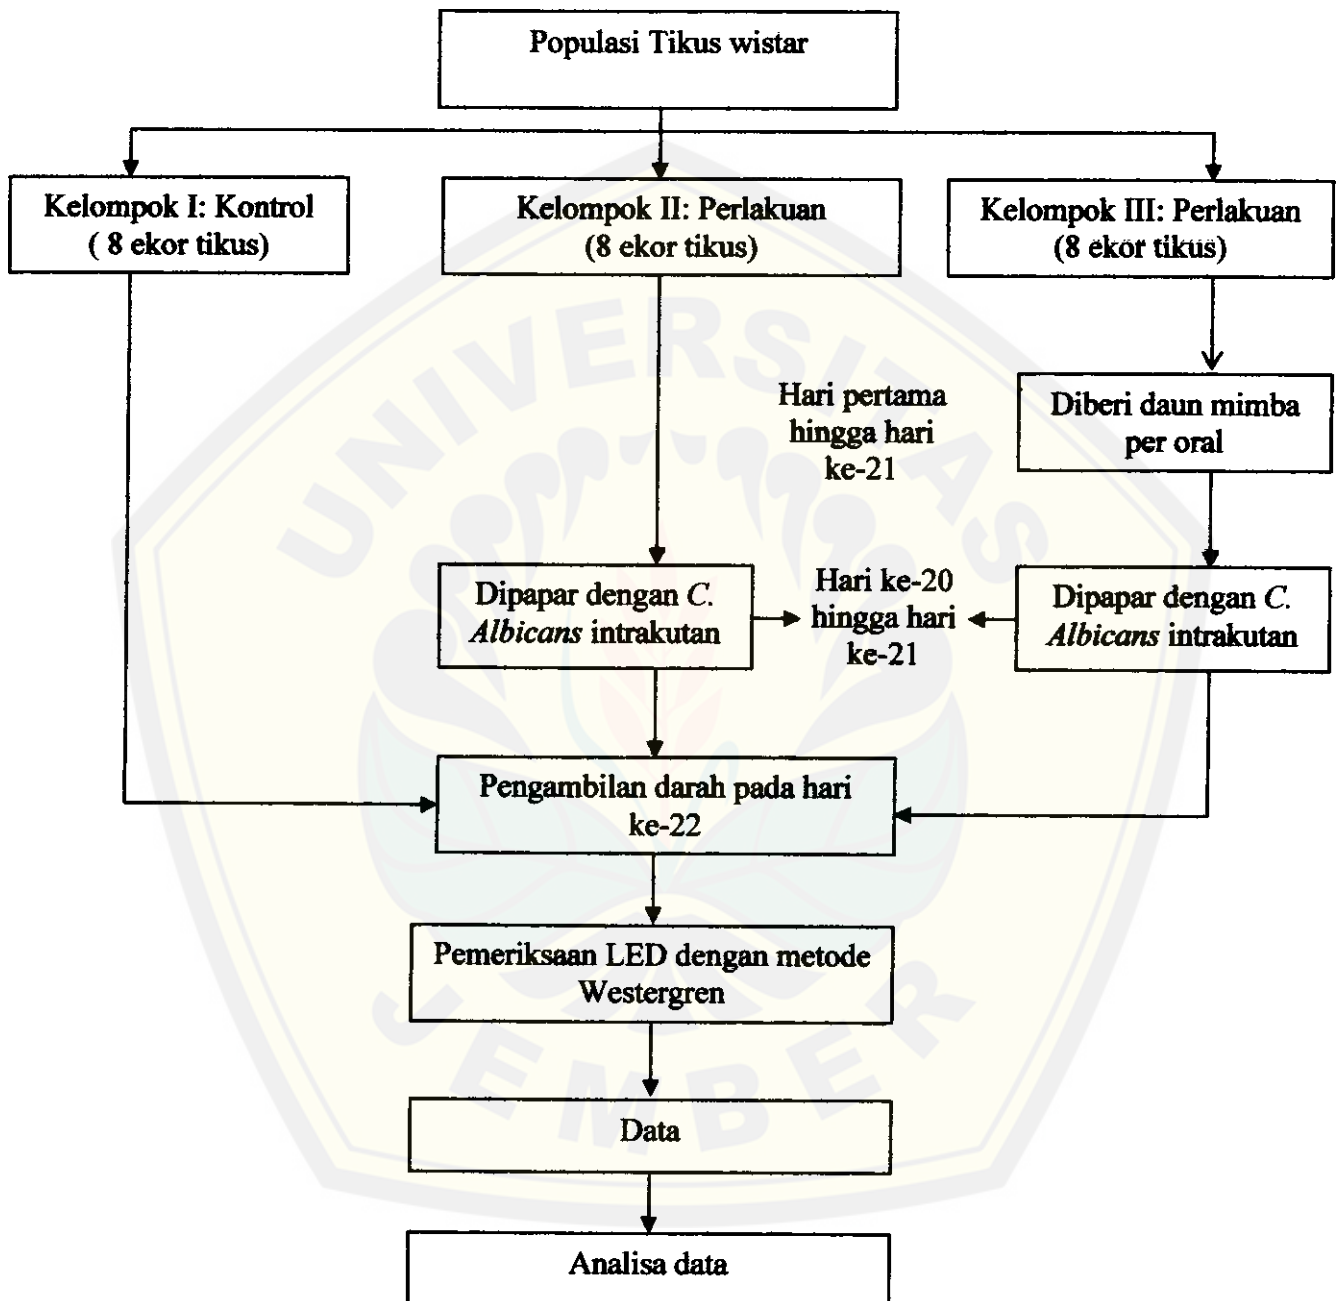 Populasi Tikus wistar
Kelompok I: Kontrol
( 8 ekor tikus)
Kelompok II: Perlakuan
(8 ekor tikus)
Kelompok III: Perlakuan
(8 ekor tikus)
Hari pertama
hingga hari
ke-21
Diberi daun mimba
per oral
Dipapar dengan C.
Albicans intrakutan
Hari ke-20
hingga hari
ke-21
Dipapar dengan C.
Albicans intrakutan
Pengambilan darah pada hari
ke-22
Pemeriksaan LED dengan metode
Westergren
Data
Analisa data
UNIVERSITAS
JEMBER